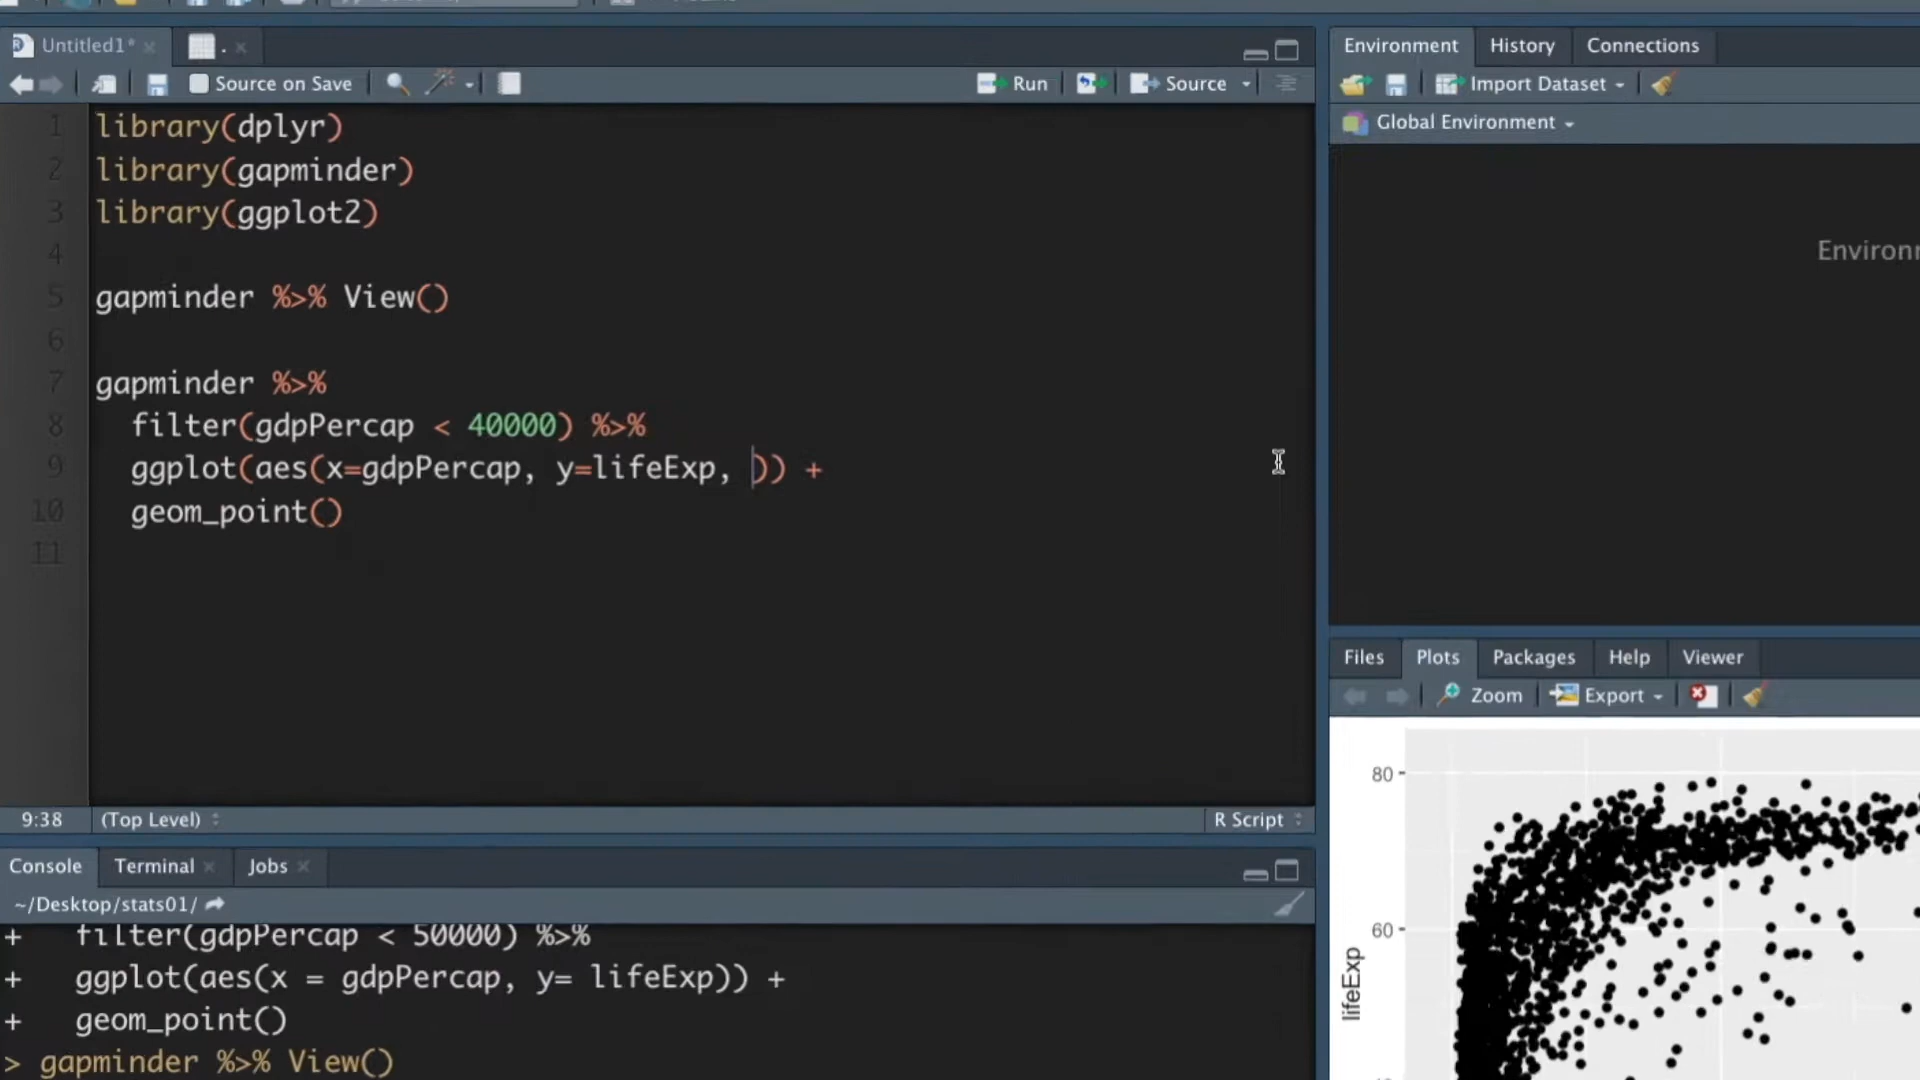 Untitled1*
.
Source on Save
Run
Source
1 library(dplyr)
2 library(gapminder)
3 library(ggplot2)
4
5 gapminder %>% View()
6
7 gapminder %>%
8 filter(gdpPercap < 40000) %>%
9 ggplot(aes(x=gdpPercap, y=lifeExp, )) +
10 geom_point()
11
9:38
(Top Level)
R Script
Console
Terminal
Jobs
~/Desktop/stats01/
+ filter(gdpPercap < 50000) %>%
+ ggplot(aes(x = gdpPercap, y= lifeExp)) +
+ geom_point()
> gapminder %>% View()
Environment
History
Connections
Import Dataset
Global Environment
Files
Plots
Packages
Help
Viewer
Zoom
Export
80
60
lifeExp